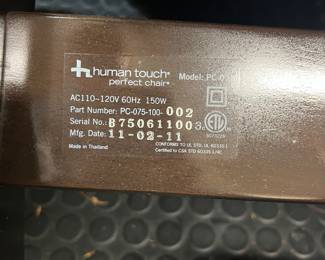 human touch®
perfect chair®
Model: PC-
AC110~120V 60Hz 150W
Part Number: PC-075-100-002
Serial No.: B750611003
Mfg. Date: 11-02-11
Made in Thailand
CONFORMS TO UL STD. UL 60335-1
Certified to CSA STD 60335